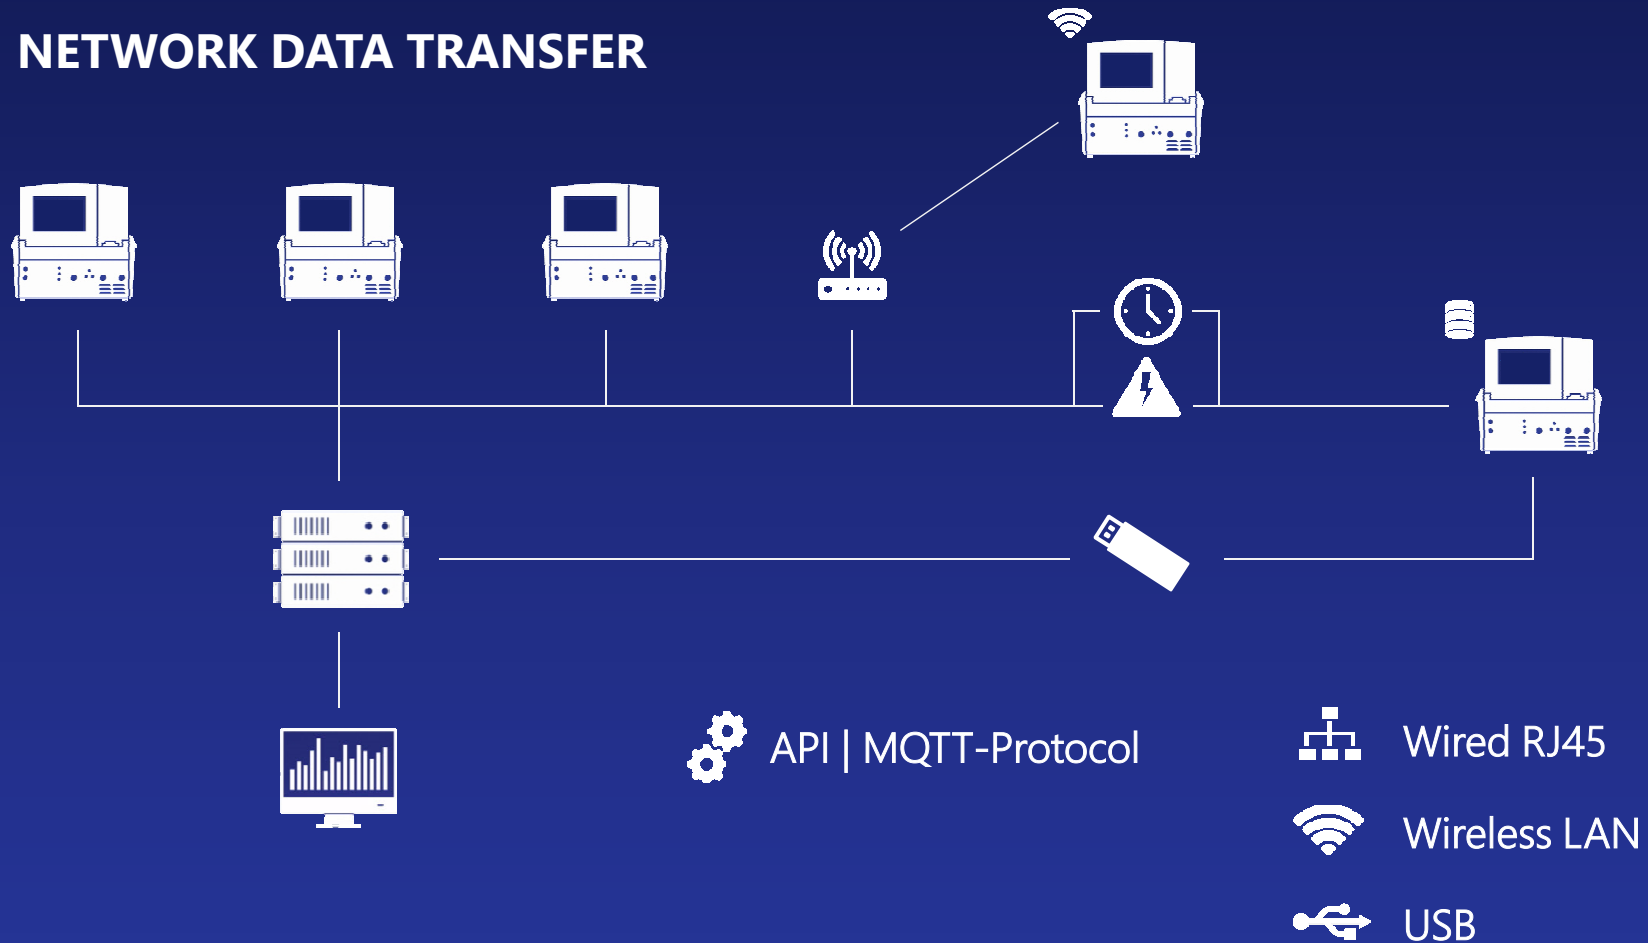 NETWORK DATA TRANSFER
API | MQTT-Protocol
Wired RJ45
Wireless LAN
USB